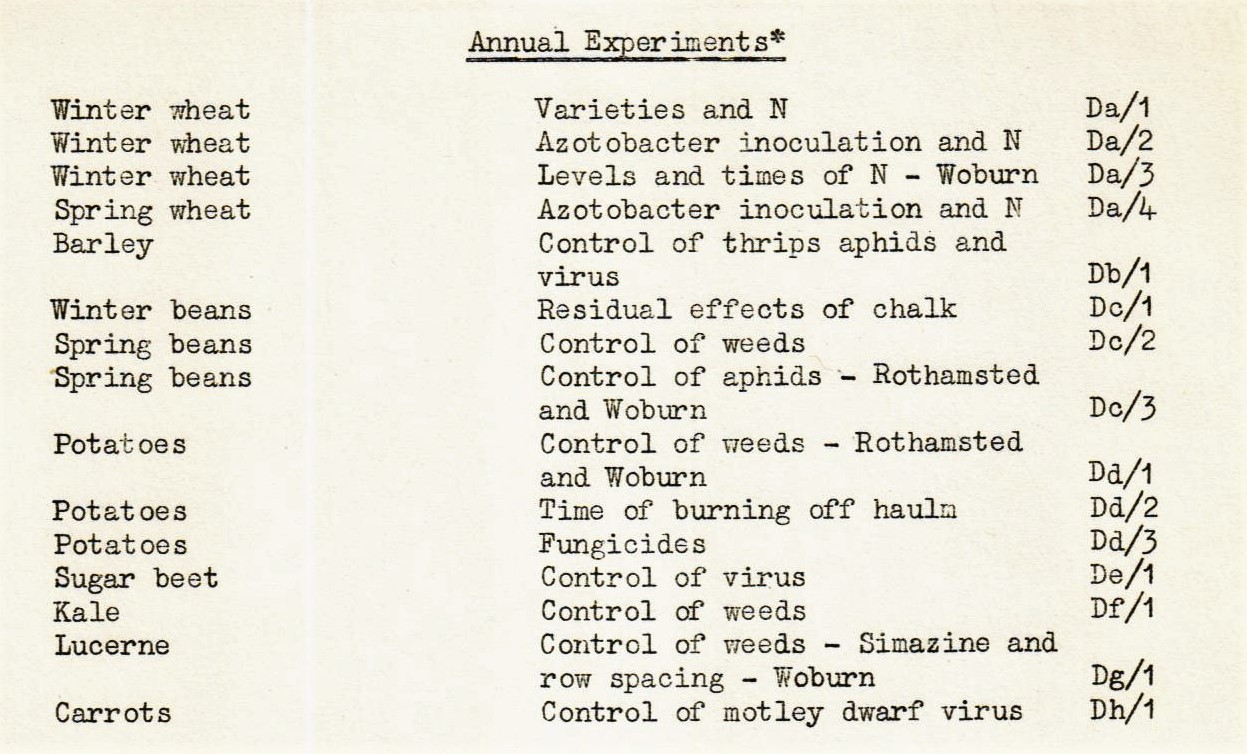 Annual Experiments*
Winter wheat Varieties and N Da/1
Winter wheat Azotobacter inoculation and N Da/2
Winter wheat Levels and times of N - Woburn Da/3
Spring wheat Azotobacter inoculation and N Da/4
Barley Control of thrips aphids and
virus Db/1
Winter beans Residual effects of chalk Dc/1
Spring beans Control of weeds Dc/2
Spring beans Control of aphids - Rothamsted
and Woburn Dc/3
Potatoes Control of weeds - Rothamsted
and Woburn Dd/1
Potatoes Time of burning off haulm Dd/2
Potatoes Fungicides Dd/3
Sugar beet Control of virus De/1
Kale Control of weeds Df/1
Lucerne Control of weeds - Simazine and
row spacing - Woburn Dg/1
Carrots Control of motley dwarf virus Dh/1